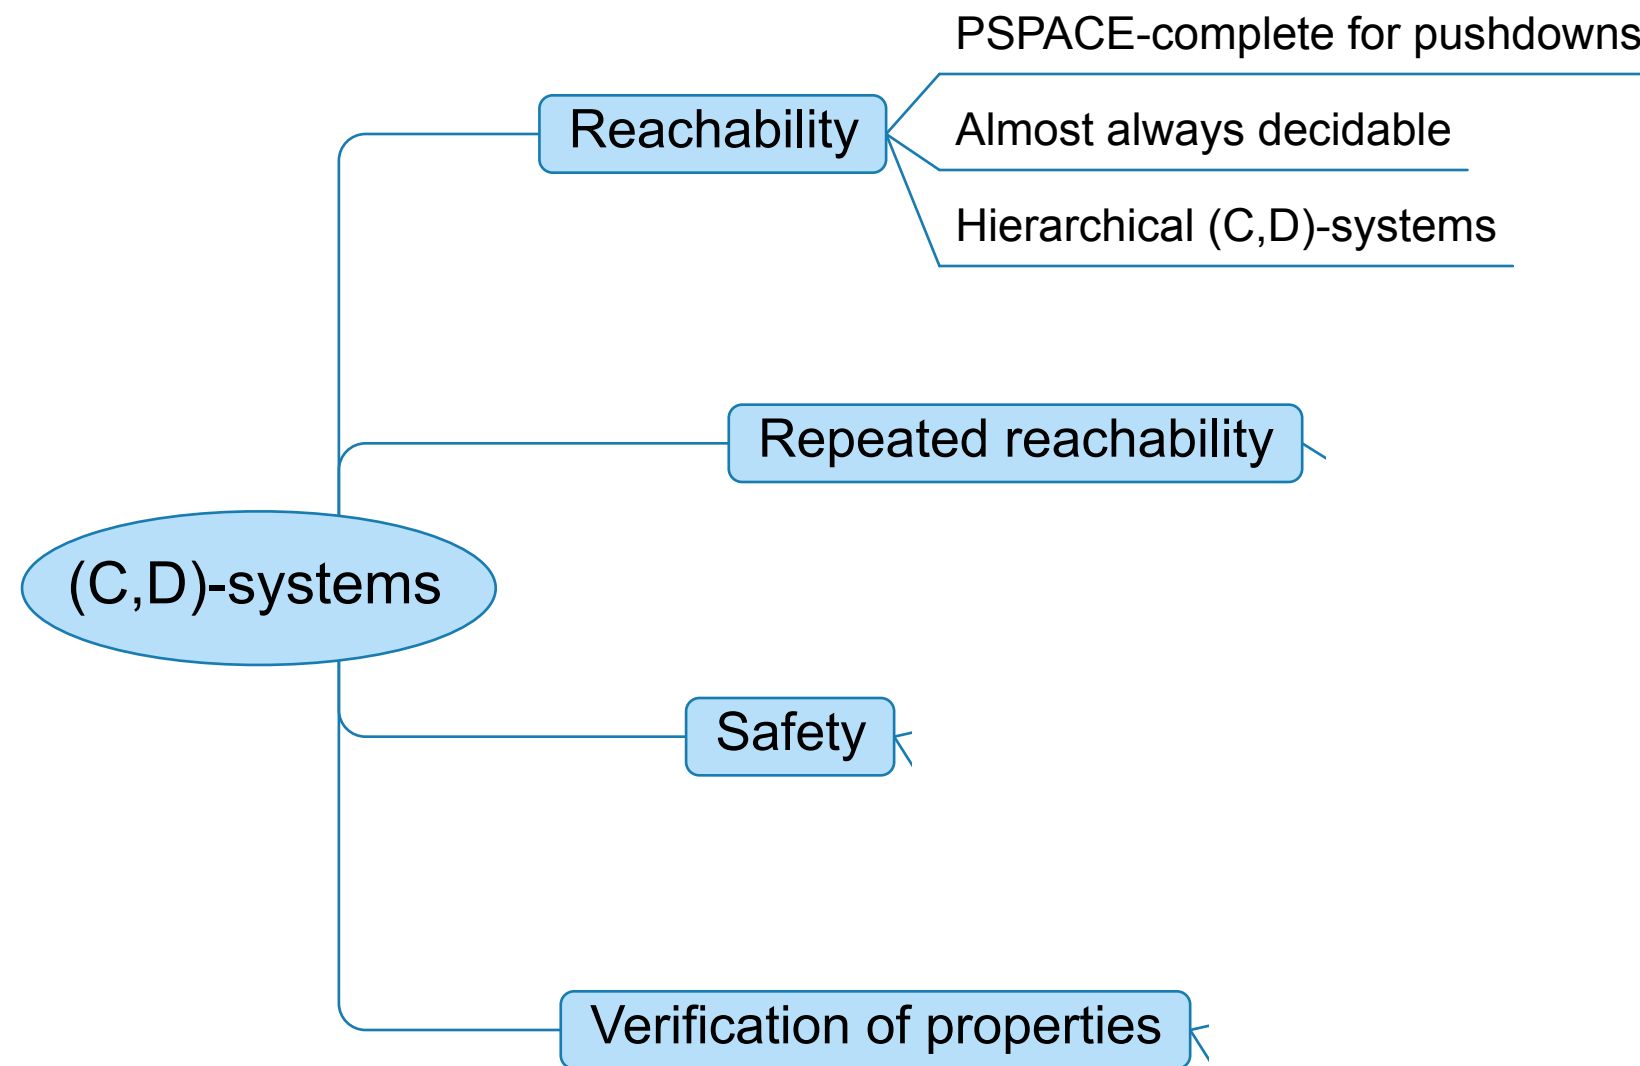 PSPACE-complete for pushdowns
Reachability
Almost always decidable
Hierarchical (C,D)-systems
Repeated reachability
(C,D)-systems
Safety
Verification of properties